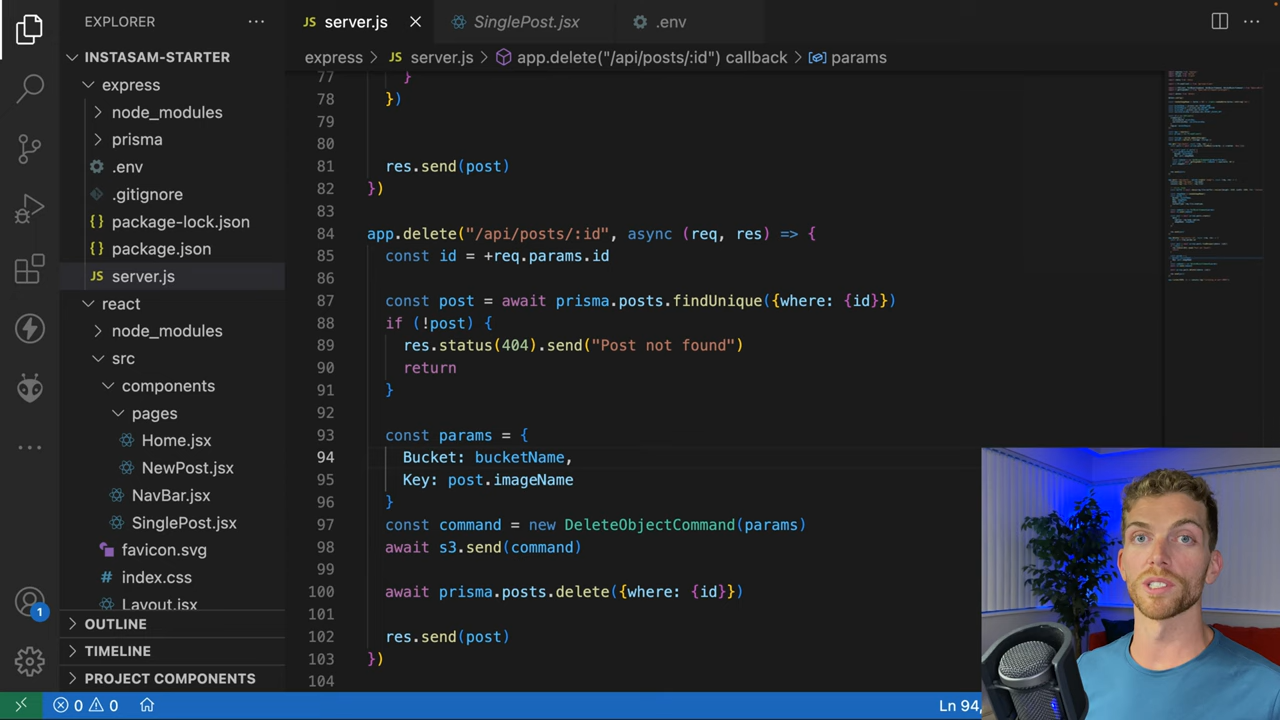 EXPLORER
server.js
SinglePost.jsx
.env
INSTASAM-STARTER
express
node_modules
prisma
.env
.gitignore
package-lock.json
package.json
server.js
react
node_modules
src
components
pages
Home.jsx
NewPost.jsx
NavBar.jsx
SinglePost.jsx
favicon.svg
index.css
Layout.jsx
OUTLINE
TIMELINE
PROJECT COMPONENTS
express > JS server.js > app.delete("/api/posts/:id") callback > params
77 }
78 })
79
80
81 res.send(post)
82 })
83
84 app.delete("/api/posts/:id", async (req, res) => {
85 const id = +req.params.id
86
87 const post = await prisma.posts.findUnique({where: {id}})
88 if (!post) {
89 res.status(404).send("Post not found")
90 return
91 }
92
93 const params = {
94 Bucket: bucketName,
95 Key: post.imageName
96 }
97 const command = new DeleteObjectCommand(params)
98 await s3.send(command)
99
100 await prisma.posts.delete({where: {id}})
101
102 res.send(post)
103 })
104
1
0 0
Ln 94,